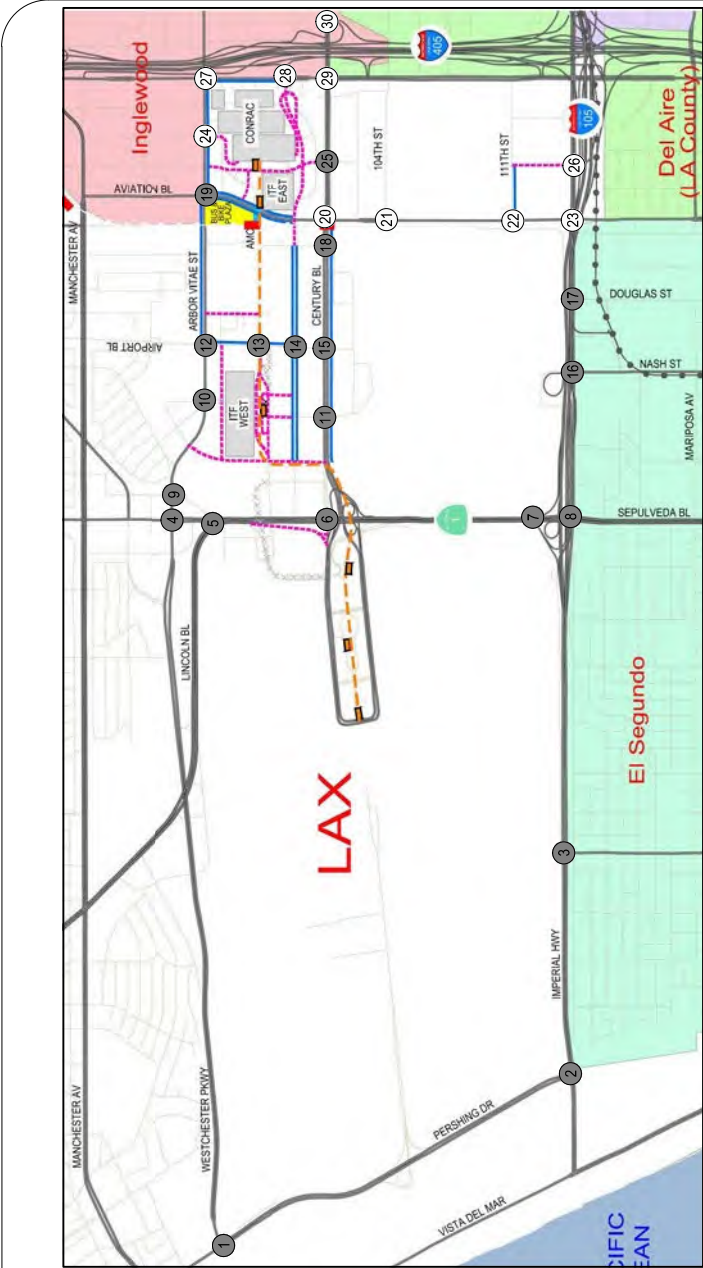 MANCHESTER AV
MANCHESTER AV
WESTCHESTER PKWY
LINCOLN BL
AIRPORT BL
ARBOR VITAE ST
AVIATION BL
Inglewood
BUS &
BIKE
PLAZA
AMC
ITF
EAST
CONRAC
ITF
WEST
CENTURY BL
104TH ST
111TH ST
405
105
1
LAX
PERSHING DR
VISTA DEL MAR
IMPERIAL HWY
SEPULVEDA BL
NASH ST
DOUGLAS ST
MARIPOSA AV
El Segundo
Del Aire
(LA County)
CIFIC
EAN
1
2
3
4
5
6
7
8
9
10
11
12
13
14
15
16
17
18
19
20
21
22
23
24
25
26
27
28
29
30